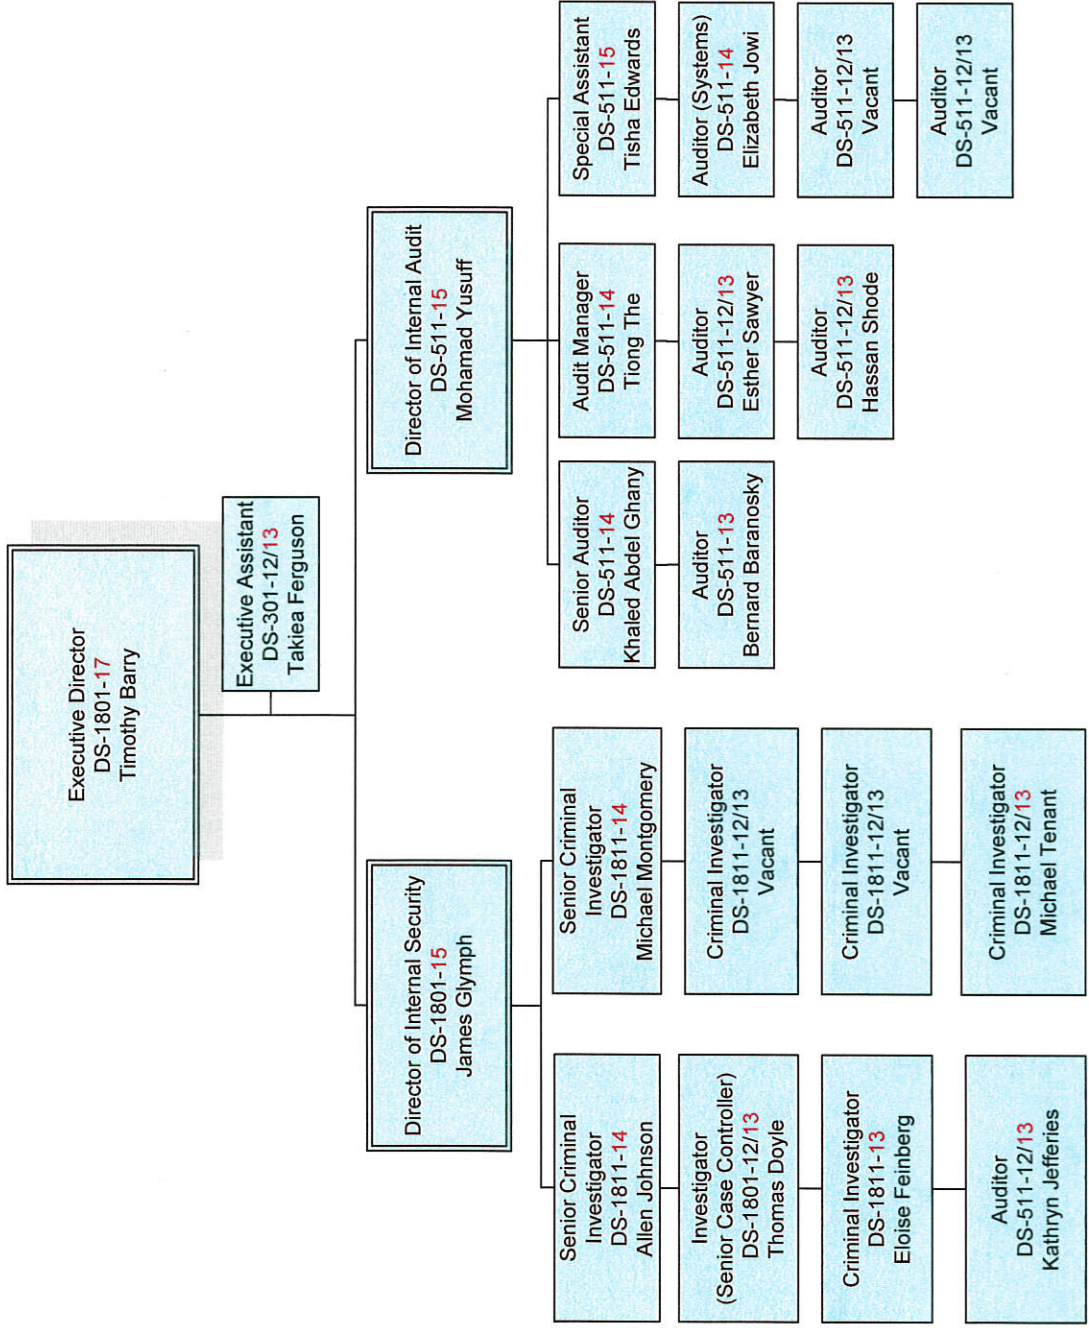 Executive Director
DS-1801-17
Timothy Barry
Executive Assistant
DS-301-12/13
Takiea Ferguson
Director of Internal Security
DS-1801-15
James Glymph
Director of Internal Audit
DS-511-15
Mohamad Yusuff
Senior Criminal
Investigator
DS-1811-14
Allen Johnson
Investigator
(Senior Case Controller)
DS-1801-12/13
Thomas Doyle
Criminal Investigator
DS-1811-13
Eloise Feinberg
Auditor
DS-511-12/13
Kathryn Jefferies
Senior Criminal
Investigator
DS-1811-14
Michael Montgomery
Criminal Investigator
DS-1811-12/13
Vacant
Criminal Investigator
DS-1811-12/13
Vacant
Criminal Investigator
DS-1811-12/13
Michael Tenant
Senior Auditor
DS-511-14
Khaled Abdel Ghany
Auditor
DS-511-13
Bernard Baranosky
Audit Manager
DS-511-14
Tiong The
Auditor
DS-511-12/13
Esther Sawyer
Auditor
DS-511-12/13
Hassan Shode
Special Assistant
DS-511-15
Tisha Edwards
Auditor (Systems)
DS-511-14
Elizabeth Jowi
Auditor
DS-511-12/13
Vacant
Auditor
DS-511-12/13
Vacant